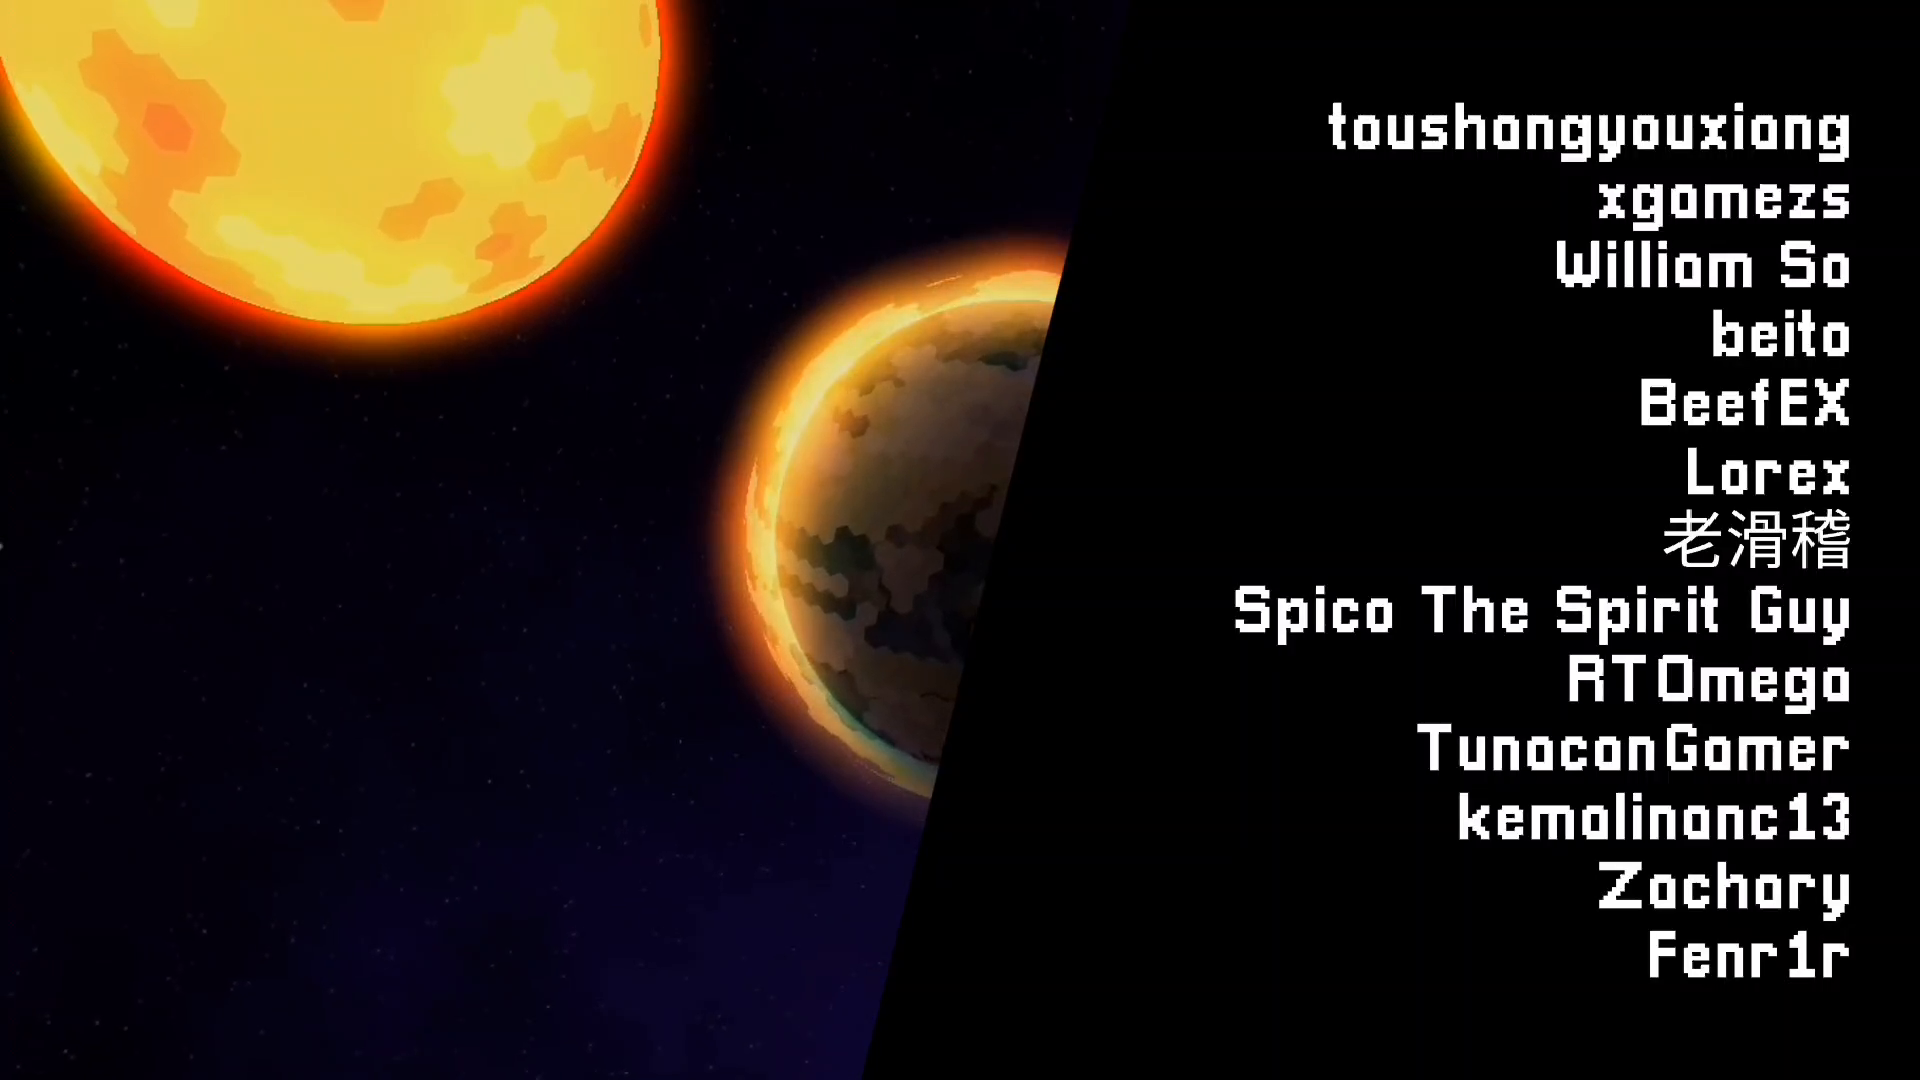 toushangyouxiang
xgamezs
William So
beito
BeefEX
Lorex
老滑稽
Spico The Spirit Guy
RTOmega
TunacanGamer
kemalinanc13
Zachary
Fenr1r